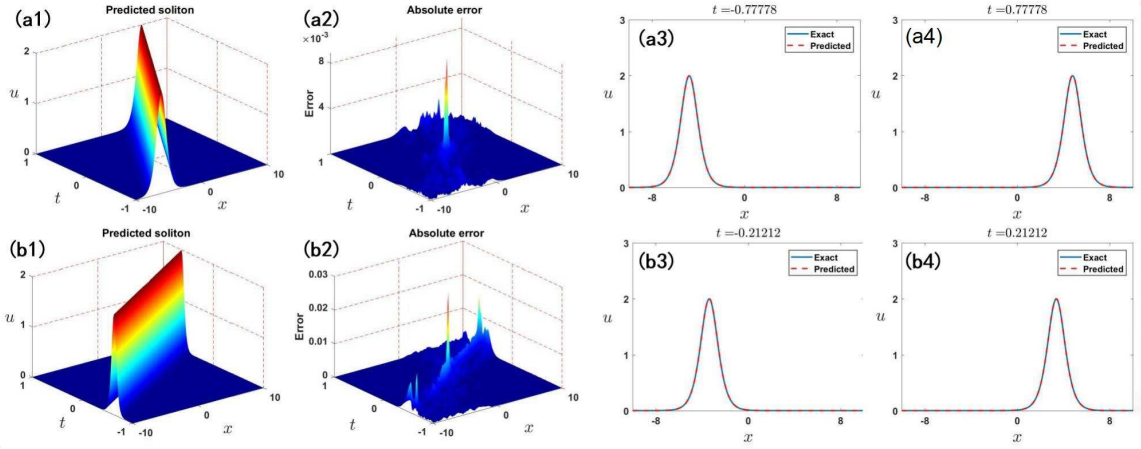 (a1)
Predicted soliton
2
u
1
0
1
0
t
-1
-10
0
x
10
(a2)
Absolute error
×10⁻³
8
Error
4
1
0
t
-1
-10
0
x
10
t =-0.77778
3
(a3)
Exact
Predicted
2
u
1
0
-8
0
8
x
t =0.77778
3
(a4)
Exact
Predicted
2
u
1
0
-8
0
8
x
(b1)
Predicted soliton
2
u
1
0
1
0
t
-1
-10
0
x
10
(b2)
Absolute error
0.03
0.02
Error
0.01
0
1
0
t
-1
-10
0
x
10
t =-0.21212
3
(b3)
Exact
Predicted
2
u
1
0
-8
0
8
x
t =0.21212
3
(b4)
Exact
Predicted
2
u
1
0
-8
0
8
x